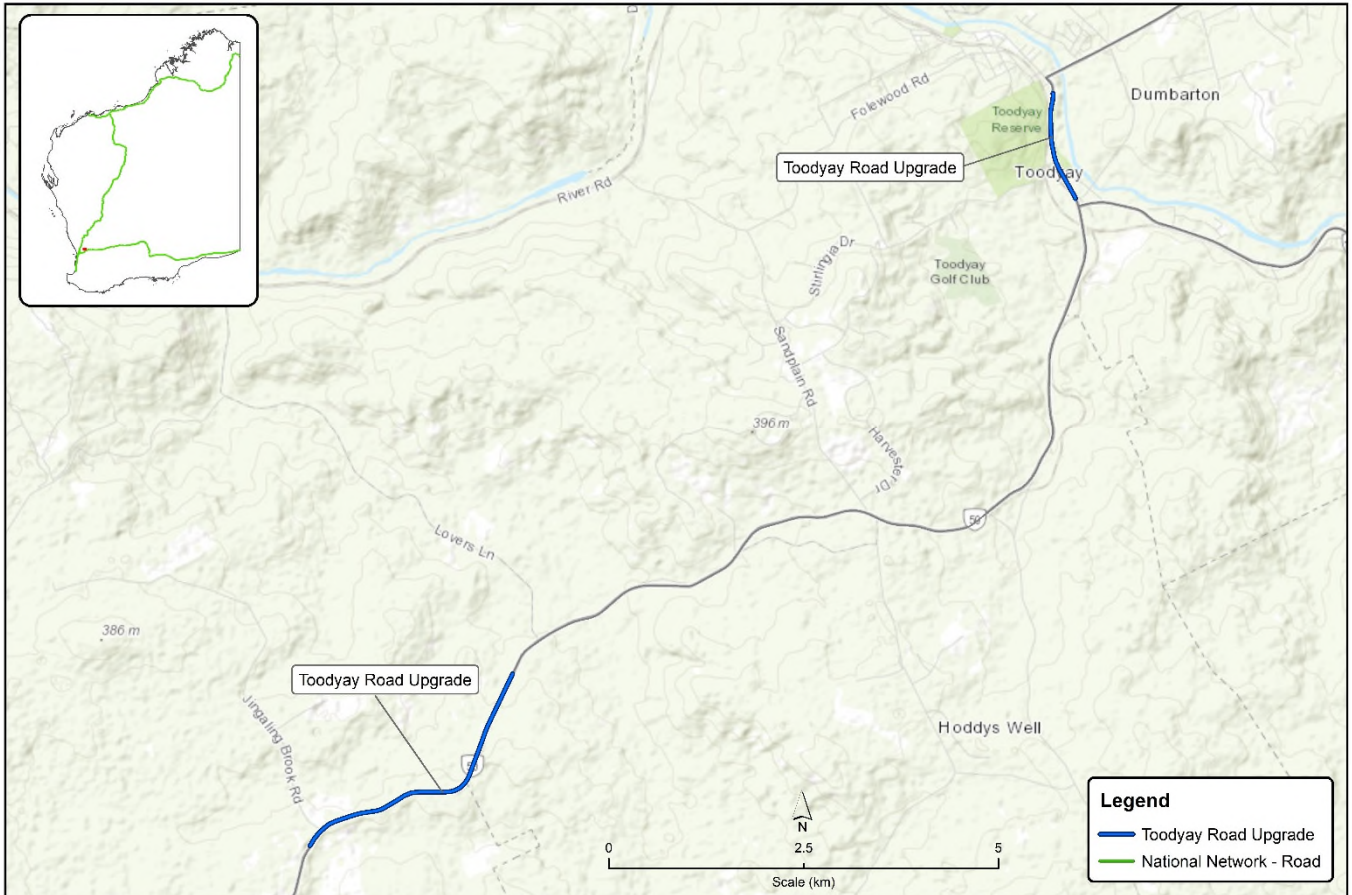 D
Folewood Rd
Dumbarton
Toodyay
Reserve
Toodyay Road Upgrade
Toodyay
River Rd
Stirlingia Dr
Toodyay
Golf Club
Sandplain Rd
396 m
Harvester Dr
50
Lovers Ln
386 m
Toodyay Road Upgrade
Jingaling Brook Rd
Hoddys Well
N
0
2.5
5
Scale (km)
Legend
Toodyay Road Upgrade
National Network - Road